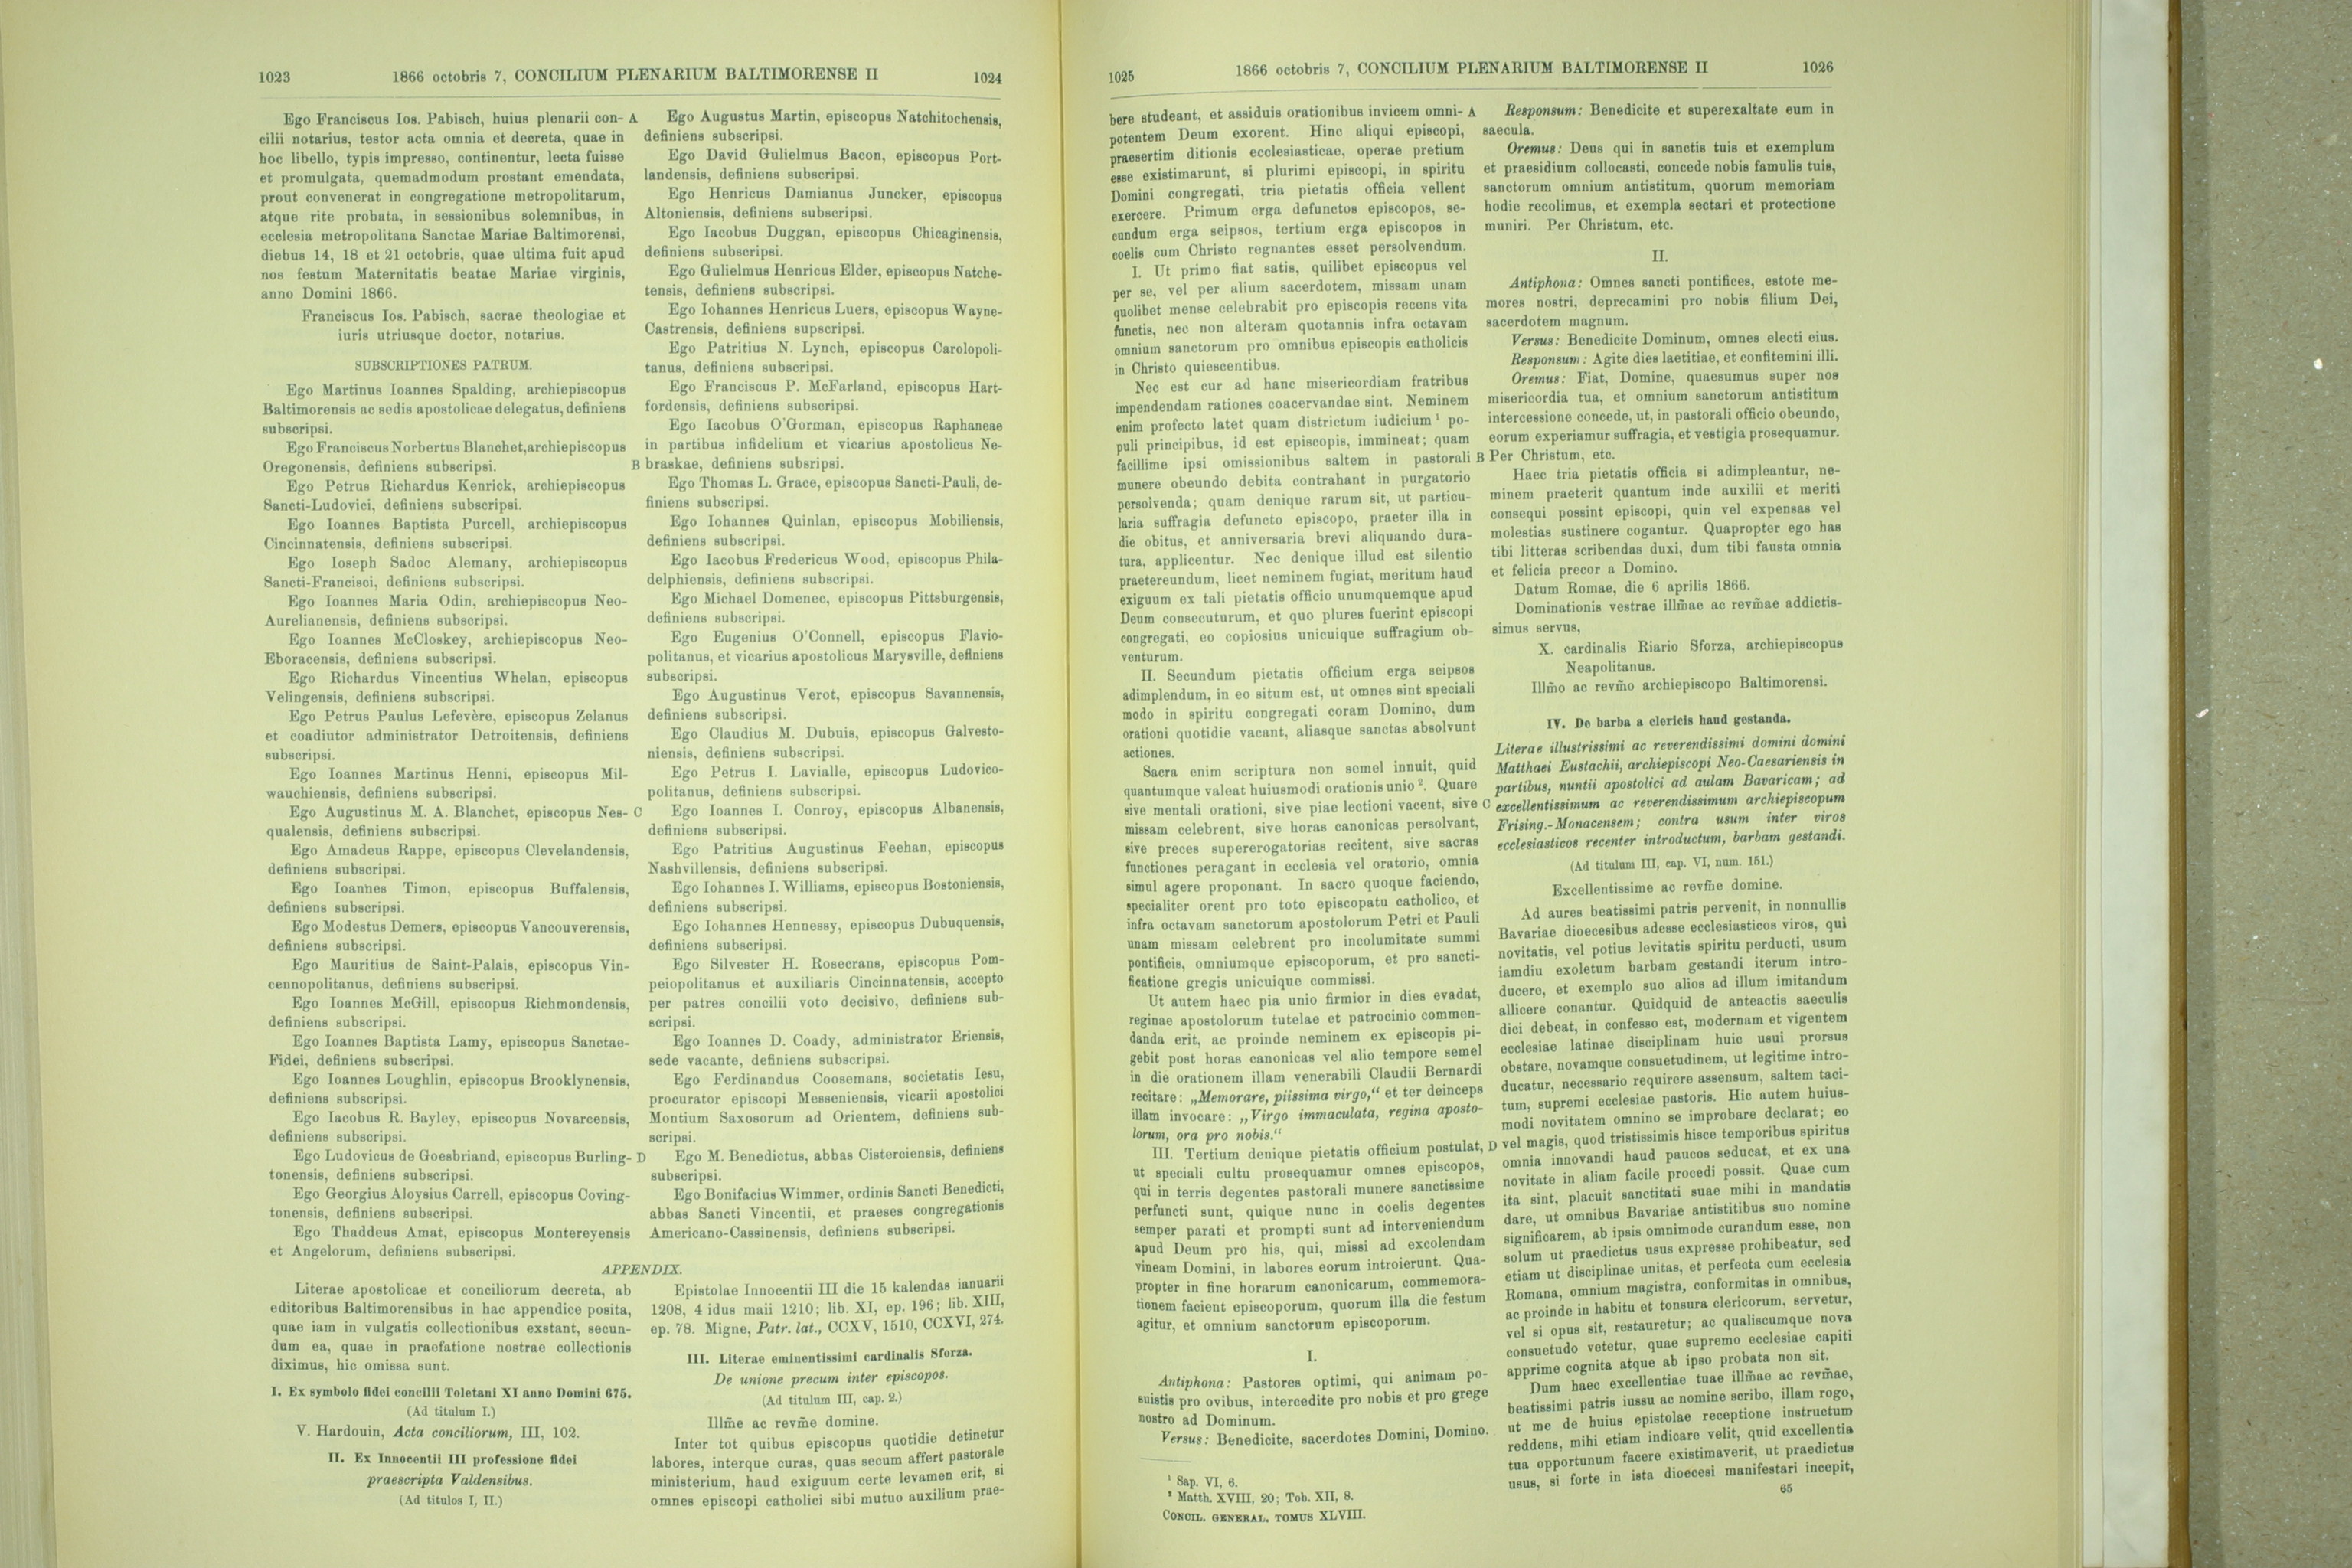 1023
1866 octobris 7, CONCILIUM PLENARIUM BALTIMORENSE II
1024
Ego Franciscus Ios. Pabisch, huius plenarii con-
cilii notarius, testor acta omnia et decreta, quae in
hoc libello, typis impresso, continentur, lecta fuisse
et promulgata, quemadmodum prostant emendata,
prout convenerat in congregatione metropolitarum,
atque rite probata, in sessionibus solemnibus, in
ecclesia metropolitana Sanctae Mariae Baltimorensi,
diebus 14, 18 et 21 octobris, quae ultima fuit apud
nos festum Maternitatis beatae Mariae virginis,
anno Domini 1866.
Franciscus Ios. Pabisch, sacrae theologiae et
iuris utriusque doctor, notarius.
SUBSCRIPTIONES PATRUM.
Ego Martinus Ioannes Spalding, archiepiscopus
Baltimorensis ac sedis apostolicae delegatus, definiens
subscripsi.
Ego Franciscus Norbertus Blanchet, archiepiscopus
Oregonensis, definiens subscripsi.
Ego Petrus Richardus Kenrick, archiepiscopus
Sancti-Ludovici, definiens subscripsi.
Ego Ioannes Baptista Purcell, archiepiscopus
Cincinnatensis, definiens subscripsi.
Ego Ioseph Sadoc Alemany, archiepiscopus
Sancti-Francisci, definiens subscripsi.
Ego Ioannes Maria Odin, archiepiscopus Neo-
Aurelianensis, definiens subscripsi.
Ego Ioannes McCloskey, archiepiscopus Neo-
Eboracensis, definiens subscripsi.
Ego Richardus Vincentius Whelan, episcopus
Velingensis, definiens subscripsi.
Ego Petrus Paulus Lefevère, episcopus Zelanus
et coadiutor administrator Detroitensis, definiens
subscripsi.
Ego Ioannes Martinus Henni, episcopus Mil-
wauchiensis, definiens subscripsi.
Ego Augustinus M. A. Blanchet, episcopus Nes-
qualensis, definiens subscripsi.
Ego Amadeus Rappe, episcopus Clevelandensis,
definiens subscripsi.
Ego Ioannes Timon, episcopus Buffalensis,
definiens subscripsi.
Ego Modestus Demers, episcopus Vancouverensis,
definiens subscripsi.
Ego Mauritius de Saint-Palais, episcopus Vin-
cennopolitanus, definiens subscripsi.
Ego Ioannes McGill, episcopus Richmondensis,
definiens subscripsi.
Ego Ioannes Baptista Lamy, episcopus Sanctae-
Fidei, definiens subscripsi.
Ego Ioannes Loughlin, episcopus Brooklynensis,
definiens subscripsi.
Ego Iacobus R. Bayley, episcopus Novarcensis,
definiens subscripsi.
Ego Ludovicus de Goesbriand, episcopus Burling-
tonensis, definiens subscripsi.
Ego Georgius Aloysius Carrell, episcopus Coving-
tonensis, definiens subscripsi.
Ego Thaddeus Amat, episcopus Montereyensis
et Angelorum, definiens subscripsi.
A
B
C
D
Ego Augustus Martin, episcopus Natchitochensis,
definiens subscripsi.
Ego David Gulielmus Bacon, episcopus Port-
landensis, definiens subscripsi.
Ego Henricus Damianus Juncker, episcopus
Altoniensis, definiens subscripsi.
Ego Iacobus Duggan, episcopus Chicaginensis,
definiens subscripsi.
Ego Gulielmus Henricus Elder, episcopus Natche-
tensis, definiens subscripsi.
Ego Iohannes Henricus Luers, episcopus Wayne-
Castrensis, definiens supscripsi.
Ego Patritius N. Lynch, episcopus Carolopoli-
tanus, definiens subscripsi.
Ego Franciscus P. McFarland, episcopus Hart-
fordensis, definiens subscripsi.
Ego Iacobus O'Gorman, episcopus Raphaneae
in partibus infidelium et vicarius apostolicus Ne-
braskae, definiens subsripsi.
Ego Thomas L. Grace, episcopus Sancti-Pauli, de-
finiens subscripsi.
Ego Iohannes Quinlan, episcopus Mobiliensis,
definiens subscripsi.
Ego Iacobus Fredericus Wood, episcopus Phila-
delphiensis, definiens subscripsi.
Ego Michael Domenec, episcopus Pittsburgensis,
definiens subscripsi.
Ego Eugenius O'Connell, episcopus Flavio-
politanus, et vicarius apostolicus Marysville, definiens
subscripsi.
Ego Augustinus Verot, episcopus Savannensis,
definiens subscripsi.
Ego Claudius M. Dubuis, episcopus Galvesto-
niensis, definiens subscripsi.
Ego Petrus I. Lavialle, episcopus Ludovico-
politanus, definiens subscripsi.
Ego Ioannes I. Conroy, episcopus Albanensis,
definiens subscripsi.
Ego Patritius Augustinus Feehan, episcopus
Nashvillensis, definiens subscripsi.
Ego Iohannes I. Williams, episcopus Bostoniensis,
definiens subscripsi.
Ego Iohannes Hennessy, episcopus Dubuquensis,
definiens subscripsi.
Ego Silvester H. Rosecrans, episcopus Pom-
peiopolitanus et auxiliaris Cincinnatensis, accepto
per patres concilii voto decisivo, definiens sub-
scripsi.
Ego Ioannes D. Coady, administrator Eriensis,
sede vacante, definiens subscripsi.
Ego Ferdinandus Coosemans, societatis Iesu,
procurator episcopi Messeniensis, vicarii apostolici
Montium Saxosorum ad Orientem, definiens sub-
scripsi.
Ego M. Benedictus, abbas Cisterciensis, definiens
subscripsi.
Ego Bonifacius Wimmer, ordinis Sancti Benedicti,
abbas Sancti Vincentii, et praeses congregationis
Americano-Cassinensis, definiens subscripsi.
APPENDIX.
Literae apostolicae et conciliorum decreta, ab
editoribus Baltimorensibus in hac appendice posita,
quae iam in vulgatis collectionibus exstant, secun-
dum ea, quae in praefatione nostrae collectionis
diximus, hic omissa sunt.
I. Ex symbolo fidei concilii Toletani XI anno Domini 675.
(Ad titulum I.)
V. Hardouin, Acta conciliorum, III, 102.
II. Ex Innocentii III professione fidei
praescripta Valdensibus.
(Ad titulos I, II.)
Epistolae Innocentii III die 15 kalendas ianuarii
1208, 4 idus maii 1210; lib. XI, ep. 196; lib. XIII,
ep. 78. Migne, Patr. lat., CCXV, 1510, CCXVI, 274.
III. Literae eminentissimi cardinalis Sforza.
De unione precum inter episcopos.
(Ad titulum III, cap. 2.)
Illm̄e ac revm̄e domine.
Inter tot quibus episcopus quotidie detinetur
labores, interque curas, quas secum affert pastorale
ministerium, haud exiguum certe levamen erit, si
omnes episcopi catholici sibi mutuo auxilium prae-
1025
1866 octobris 7, CONCILIUM PLENARIUM BALTIMORENSE II
1026
bere studeant, et assiduis orationibus invicem omni-
potentem Deum exorent. Hinc aliqui episcopi,
praesertim ditionis ecclesiasticae, operae pretium
esse existimarunt, si plurimi episcopi, in spiritu
Domini congregati, tria pietatis officia vellent
exercere. Primum erga defunctos episcopos, se-
cundum erga seipsos, tertium erga episcopos in
coelis cum Christo regnantes esset persolvendum.
I. Ut primo fiat satis, quilibet episcopus vel
per se, vel per alium sacerdotem, missam unam
quolibet mense celebrabit pro episcopis recens vita
functis, nec non alteram quotannis infra octavam
omnium sanctorum pro omnibus episcopis catholicis
in Christo quiescentibus.
Nec est cur ad hanc misericordiam fratribus
impendendam rationes coacervandae sint. Neminem
enim profecto latet quam districtum iudicium ¹ po-
puli principibus, id est episcopis, immineat; quam
facillime ipsi omissionibus saltem in pastorali
munere obeundo debita contrahant in purgatorio
persolvenda; quam denique rarum sit, ut particu-
laria suffragia defuncto episcopo, praeter illa in
die obitus, et anniversaria brevi aliquando dura-
tura, applicentur. Nec denique illud est silentio
praetereundum, licet neminem fugiat, meritum haud
exiguum ex tali pietatis officio unumquemque apud
Deum consecuturum, et quo plures fuerint episcopi
congregati, eo copiosius unicuique suffragium ob-
venturum.
II. Secundum pietatis officium erga seipsos
adimplendum, in eo situm est, ut omnes sint speciali
modo in spiritu congregati coram Domino, dum
orationi quotidie vacant, aliasque sanctas absolvunt
actiones.
Sacra enim scriptura non semel innuit, quid
quantumque valeat huiusmodi orationis unio ². Quare
sive mentali orationi, sive piae lectioni vacent, sive
missam celebrent, sive horas canonicas persolvant,
sive preces supererogatorias recitent, sive sacras
functiones peragant in ecclesia vel oratorio, omnia
simul agere proponant. In sacro quoque faciendo,
specialiter orent pro toto episcopatu catholico, et
infra octavam sanctorum apostolorum Petri et Pauli
unam missam celebrent pro incolumitate summi
pontificis, omniumque episcoporum, et pro sancti-
ficatione gregis unicuique commissi.
Ut autem haec pia unio firmior in dies evadat,
reginae apostolorum tutelae et patrocinio commen-
danda erit, ac proinde neminem ex episcopis pi-
gebit post horas canonicas vel alio tempore semel
in die orationem illam venerabili Claudii Bernardi
recitare: „Memorare, piissima virgo,“ et ter deinceps
illam invocare: „Virgo immaculata, regina aposto-
lorum, ora pro nobis.“
III. Tertium denique pietatis officium postulat,
ut speciali cultu prosequamur omnes episcopos,
qui in terris degentes pastorali munere sanctissime
perfuncti sunt, quique nunc in coelis degentes
semper parati et prompti sunt ad interveniendum
apud Deum pro his, qui, missi ad excolendam
vineam Domini, in labores eorum introierunt. Qua-
propter in fine horarum canonicarum, commemora-
tionem facient episcoporum, quorum illa die festum
agitur, et omnium sanctorum episcoporum.
I.
Antiphona: Pastores optimi, qui animam po-
suistis pro ovibus, intercedite pro nobis et pro grege
nostro ad Dominum.
Versus: Benedicite, sacerdotes Domini, Domino.
¹ Sap. VI, 6.
² Matth. XVIII, 20; Tob. XII, 8.
CONCIL. GENERAL. TOMUS XLVIII.
A
B
C
D
Responsum: Benedicite et superexaltate eum in
saecula.
Oremus: Deus qui in sanctis tuis et exemplum
et praesidium collocasti, concede nobis famulis tuis,
sanctorum omnium antistitum, quorum memoriam
hodie recolimus, et exempla sectari et protectione
muniri. Per Christum, etc.
II.
Antiphona: Omnes sancti pontifices, estote me-
mores nostri, deprecamini pro nobis filium Dei,
sacerdotem magnum.
Versus: Benedicite Dominum, omnes electi eius.
Responsum: Agite dies laetitiae, et confitemini illi.
Oremus: Fiat, Domine, quaesumus super nos
misericordia tua, et omnium sanctorum antistitum
intercessione concede, ut, in pastorali officio obeundo,
eorum experiamur suffragia, et vestigia prosequamur.
Per Christum, etc.
Haec tria pietatis officia si adimpleantur, ne-
minem praeterit quantum inde auxilii et meriti
consequi possint episcopi, quin vel expensas vel
molestias sustinere cogantur. Quapropter ego has
tibi litteras scribendas duxi, dum tibi fausta omnia
et felicia precor a Domino.
Datum Romae, die 6 aprilis 1866.
Dominationis vestrae illm̄ae ac revm̄ae addictis-
simus servus,
X. cardinalis Riario Sforza, archiepiscopus
Neapolitanus.
Illm̄o ac revm̄o archiepiscopo Baltimorensi.
IV. De barba a clericis haud gestanda.
Literae illustrissimi ac reverendissimi domini domini
Matthaei Eustachii, archiepiscopi Neo-Caesariensis in
partibus, nuntii apostolici ad aulam Bavaricam; ad
excellentissimum ac reverendissimum archiepiscopum
Frising.-Monacensem; contra usum inter viros
ecclesiasticos recenter introductum, barbam gestandi.
(Ad titulum III, cap. VI, num. 151.)
Excellentissime ac revm̄e domine.
Ad aures beatissimi patris pervenit, in nonnullis
Bavariae dioecesibus adesse ecclesiasticos viros, qui
novitatis, vel potius levitatis spiritu perducti, usum
iamdiu exoletum barbam gestandi iterum intro-
ducere, et exemplo suo alios ad illum imitandum
allicere conantur. Quidquid de anteactis saeculis
dici debeat, in confesso est, modernam et vigentem
ecclesiae latinae disciplinam huic usui prorsus
obstare, novamque consuetudinem, ut legitime intro-
ducatur, necessario requirere assensum, saltem taci-
tum, supremi ecclesiae pastoris. Hic autem huius-
modi novitatem omnino se improbare declarat; eo
vel magis, quod tristissimis hisce temporibus spiritus
omnia innovandi haud paucos seducat, et ex una
novitate in aliam facile procedi possit. Quae cum
ita sint, placuit sanctitati suae mihi in mandatis
dare, ut omnibus Bavariae antistitibus suo nomine
significarem, ab ipsis omnimode curandum esse, non
solum ut praedictus usus expresse prohibeatur, sed
etiam ut disciplinae unitas, et perfecta cum ecclesia
Romana, omnium magistra, conformitas in omnibus,
ac proinde in habitu et tonsura clericorum, servetur,
vel si opus sit, restauretur; ac qualiscumque nova
consuetudo vetetur, quae supremo ecclesiae capiti
apprime cognita atque ab ipso probata non sit.
Dum haec excellentiae tuae illm̄ae ac revm̄ae,
beatissimi patris iussu ac nomine scribo, illam rogo,
ut me de huius epistolae receptione instructum
reddens, mihi etiam indicare velit, quid excellentia
tua opportunum facere existimaverit, ut praedictus
usus, si forte in ista dioecesi manifestari incepit,
65